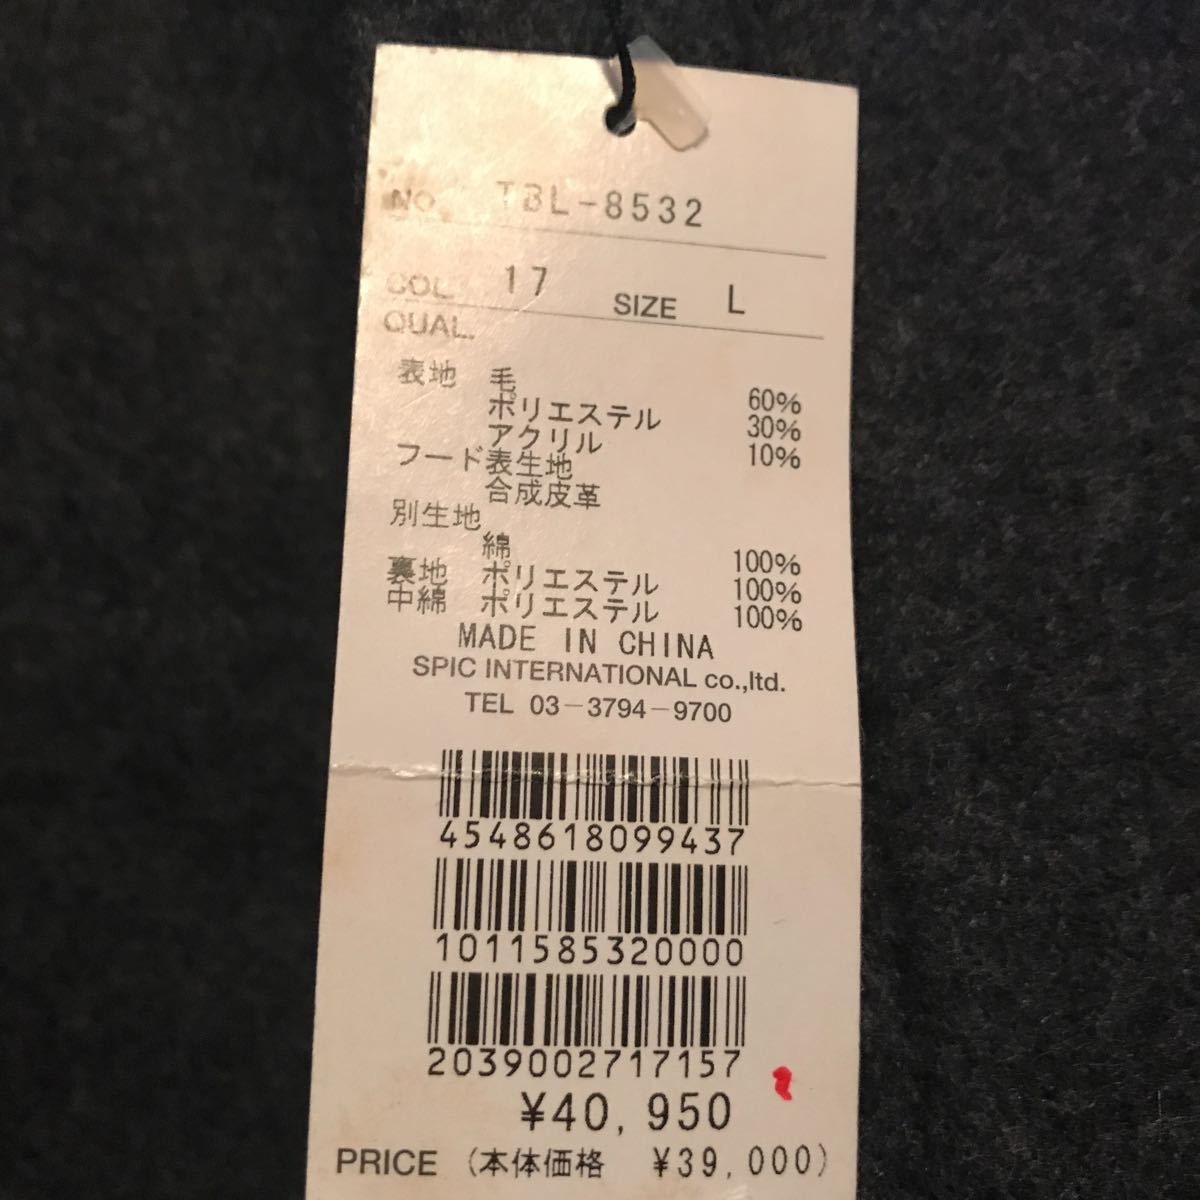 NO. TBL-8532
COL. 17 SIZE L
QUAL.
表地 毛 60%
ポリエステル 30%
アクリル 10%
フード表生地
合成皮革
別生地
綿 100%
裏地 ポリエステル 100%
中綿 ポリエステル 100%
MADE IN CHINA
SPIC INTERNATIONAL co.,ltd.
TEL 03-3794-9700
4548618099437
1011585320000
2039002717157
¥40,950
PRICE (本体価格 ¥39,000)